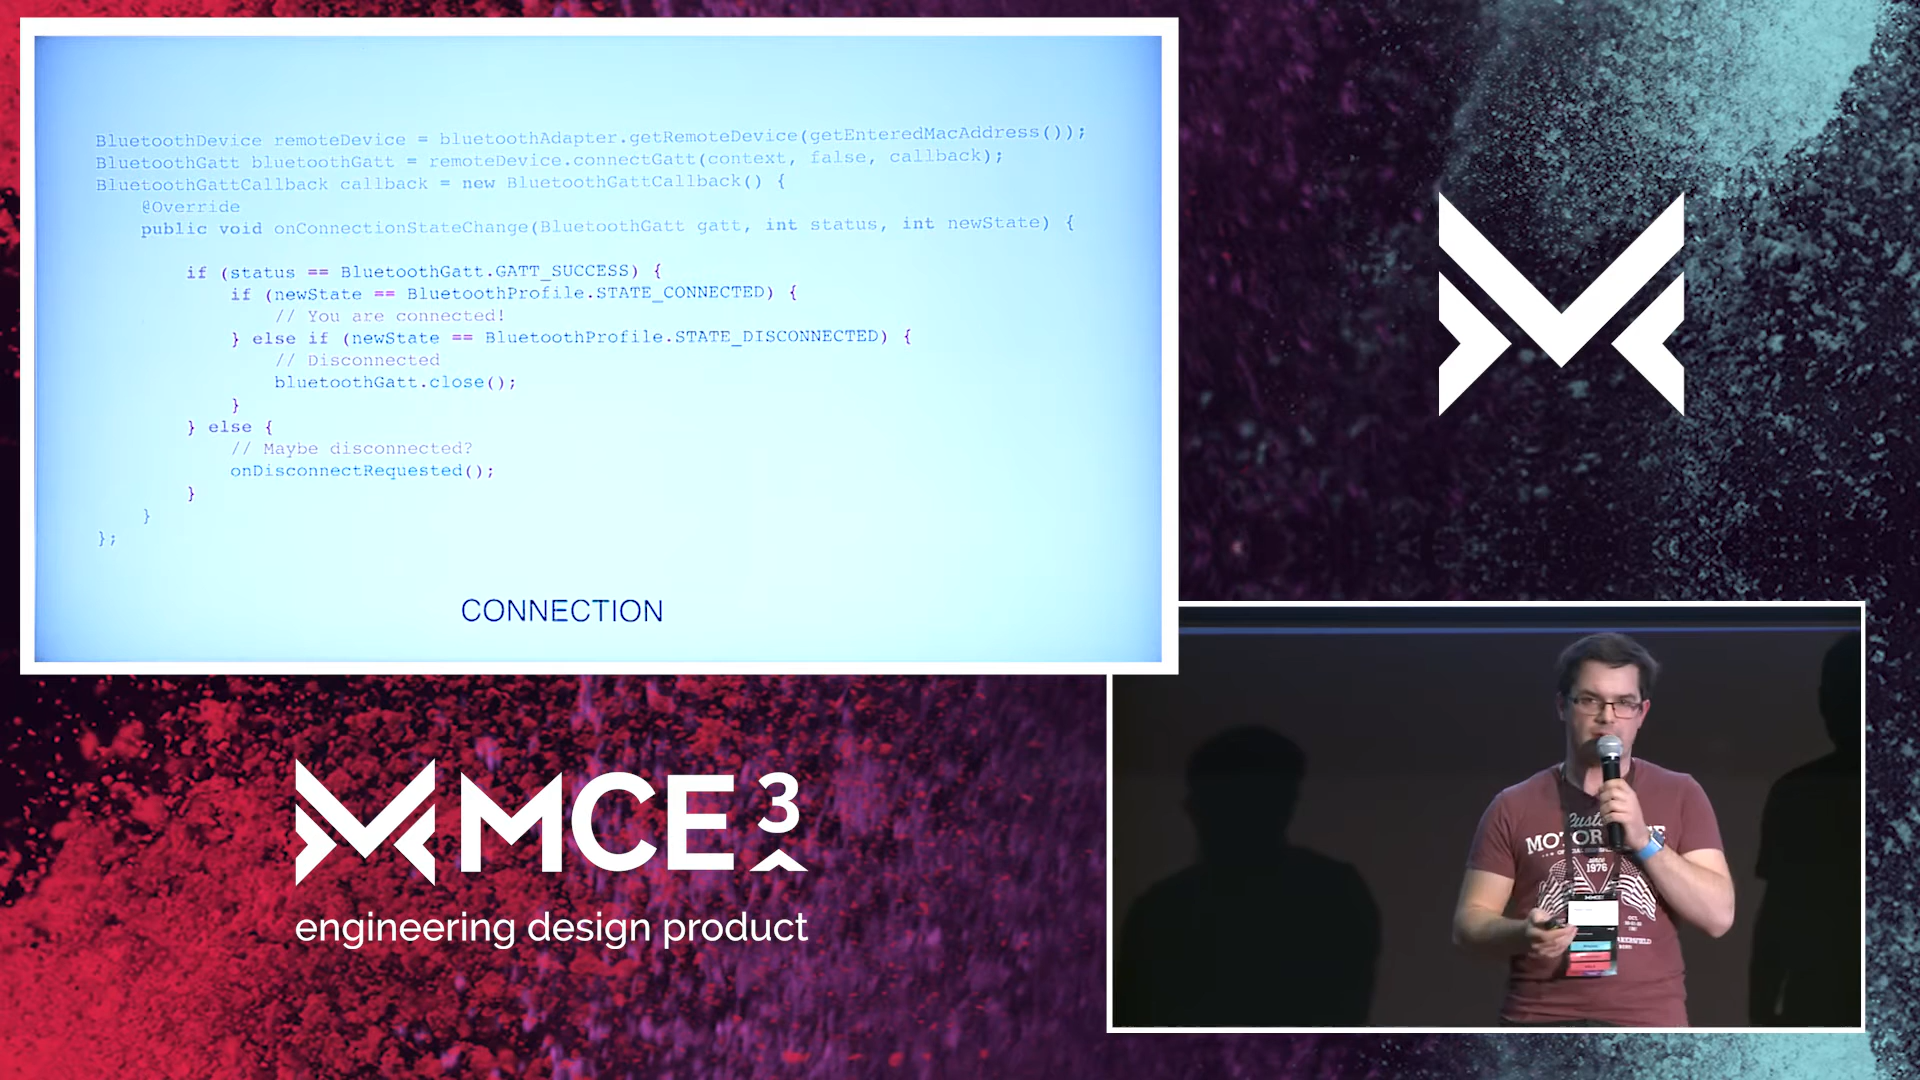 BluetoothDevice remoteDevice = bluetoothAdapter.getRemoteDevice(getEnteredMacAddress());
BluetoothGatt bluetoothGatt = remoteDevice.connectGatt(context, false, callback);
BluetoothGattCallback callback = new BluetoothGattCallback() {
@Override
public void onConnectionStateChange(BluetoothGatt gatt, int status, int newState) {
if (status == BluetoothGatt.GATT_SUCCESS) {
if (newState == BluetoothProfile.STATE_CONNECTED) {
// You are connected!
} else if (newState == BluetoothProfile.STATE_DISCONNECTED) {
// Disconnected
bluetoothGatt.close();
}
} else {
// Maybe disconnected?
onDisconnectRequested();
}
}
};
CONNECTION
MCE 3
engineering design product
1976